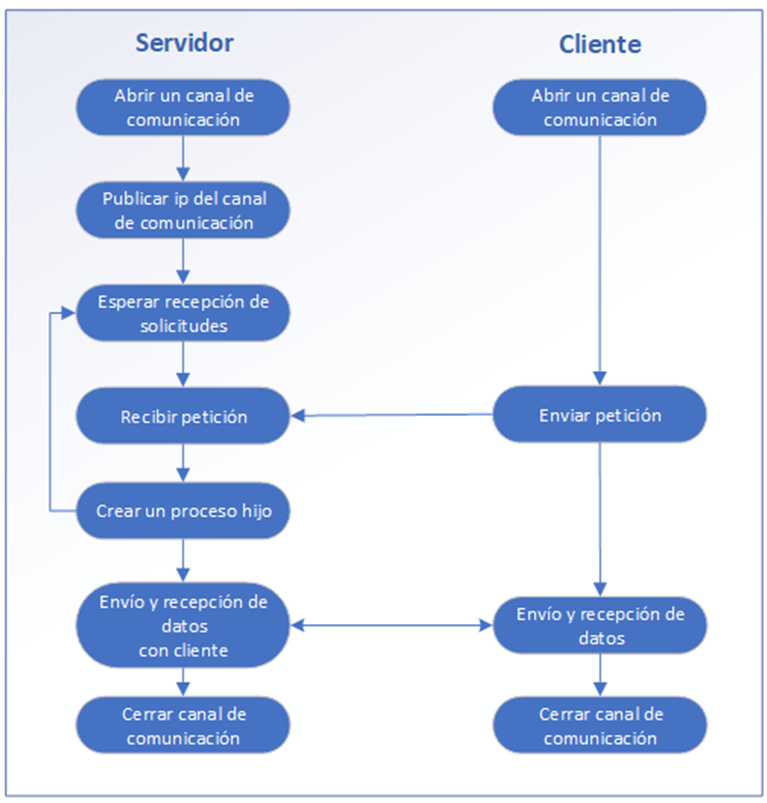 Servidor
Abrir un canal de
comunicación
Publicar ip del canal
de comunicación
Esperar recepción de
solicitudes
Recibir petición
Crear un proceso hijo
Envío y recepción de
datos
con cliente
Cerrar canal de
comunicación
Cliente
Abrir un canal de
comunicación
Enviar petición
Envío y recepción de
datos
Cerrar canal de
comunicación